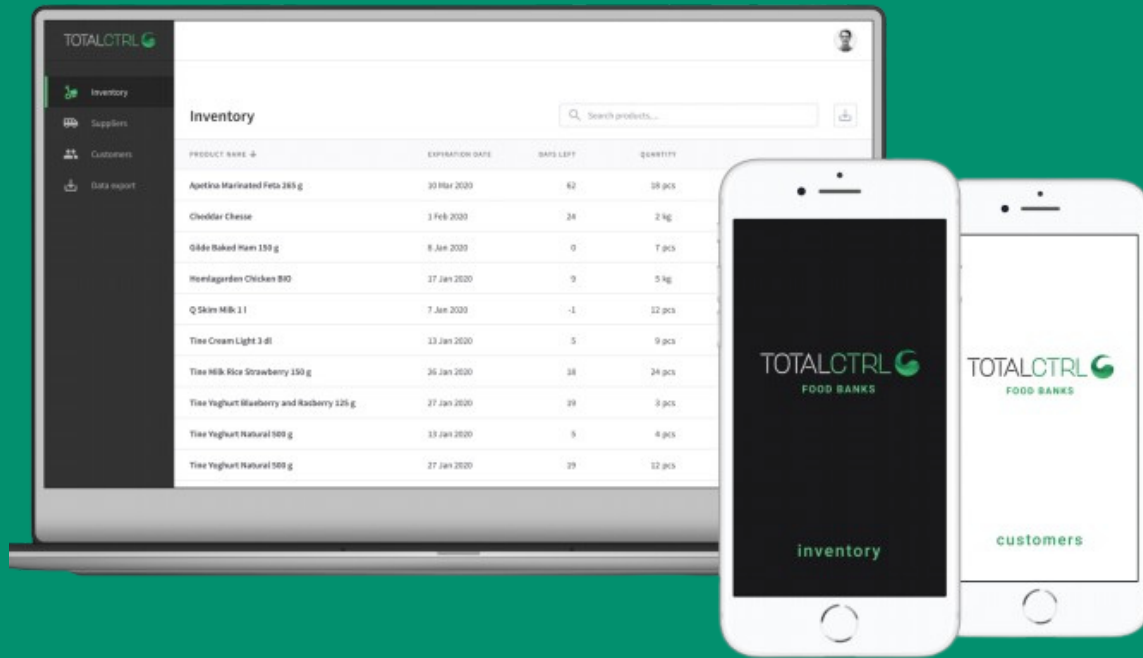 TOTALCTRL
Inventory
Suppliers
Customers
Data export
Inventory
Search products,...
PRODUCT NAME EXPIRATION DATE DAYS LEFT QUANTITY
Apetina Marinated Feta 265 g 10 Mar 2020 62 18 pcs
Cheddar Chesse 1 Feb 2020 24 2 kg
Gilde Baked Ham 150 g 8 Jan 2020 0 7 pcs
Homlagarden Chicken BIO 17 Jan 2020 9 5 kg
Q Skim Milk 1 l 7 Jan 2020 -1 12 pcs
Tine Cream Light 3 dl 13 Jan 2020 5 9 pcs
Tine Milk Rice Strawberry 150 g 26 Jan 2020 18 24 pcs
Tine Yoghurt Blueberry and Rasberry 125 g 27 Jan 2020 19 3 pcs
Tine Yoghurt Natural 500 g 13 Jan 2020 5 4 pcs
Tine Yoghurt Natural 500 g 27 Jan 2020 19 12 pcs
TOTALCTRL
FOOD BANKS
inventory
TOTALCTRL
FOOD BANKS
customers